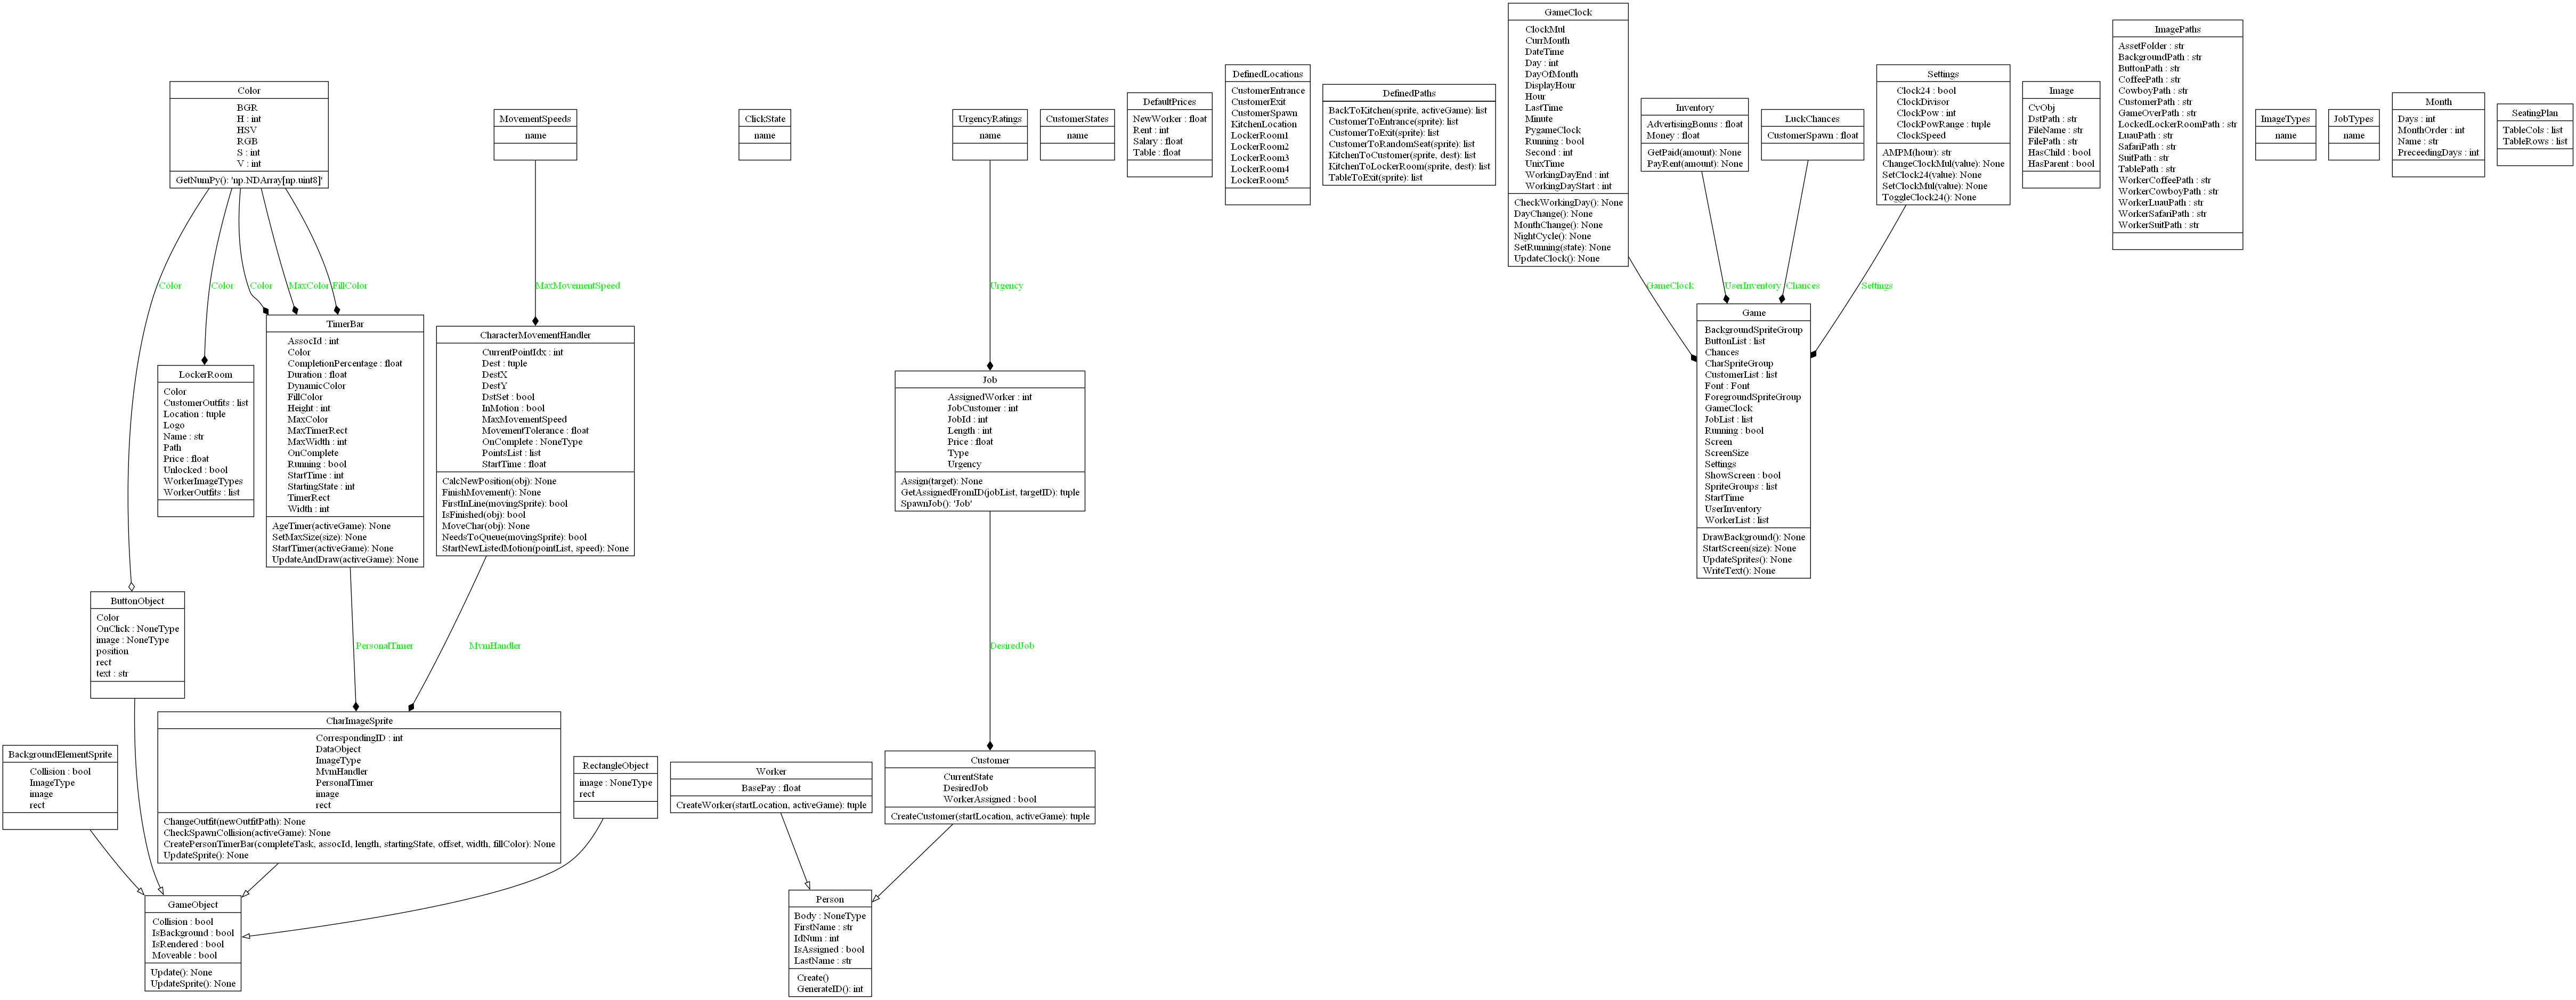 Color
BGR
H : int
HSV
RGB
S : int
V : int
GetNumPy(): 'np.NDArray[np.uint8]'
MovementSpeeds
name
ClickState
name
UrgencyRatings
name
CustomerStates
name
DefaultPrices
NewWorker : float
Rent : int
Salary : float
Table : float
DefinedLocations
CustomerEntrance
CustomerExit
CustomerSpawn
KitchenLocation
LockerRoom1
LockerRoom2
LockerRoom3
LockerRoom4
LockerRoom5
DefinedPaths
BackToKitchen(sprite, activeGame): list
CustomerToEntrance(sprite): list
CustomerToExit(sprite): list
CustomerToRandomSeat(sprite): list
KitchenToCustomer(sprite, dest): list
KitchenToLockerRoom(sprite, dest): list
TableToExit(sprite): list
GameClock
ClockMul
CurrMonth
DateTime
Day : int
DayOfMonth
DisplayHour
Hour
LastTime
Minute
PygameClock
Running : bool
Second : int
UnixTime
WorkingDayEnd : int
WorkingDayStart : int
CheckWorkingDay(): None
DayChange(): None
MonthChange(): None
NightCycle(): None
SetRunning(state): None
UpdateClock(): None
Inventory
AdvertisingBonus : float
Money : float
GetPaid(amount): None
PayRent(amount): None
LuckChances
CustomerSpawn : float
Settings
Clock24 : bool
ClockDivisor
ClockPow : int
ClockPowRange : tuple
ClockSpeed
AMPM(hour): str
ChangeClockMul(value): None
SetClock24(value): None
SetClockMul(value): None
ToggleClock24(): None
Image
CvObj
DstPath : str
FileName : str
FilePath : str
HasChild : bool
HasParent : bool
ImagePaths
AssetFolder : str
BackgroundPath : str
ButtonPath : str
CoffeePath : str
CowboyPath : str
CustomerPath : str
GameOverPath : str
LockedLockerRoomPath : str
LuauPath : str
SafariPath : str
SuitPath : str
TablePath : str
WorkerCoffeePath : str
WorkerCowboyPath : str
WorkerLuauPath : str
WorkerSafariPath : str
WorkerSuitPath : str
ImageTypes
name
JobTypes
name
Month
Days : int
MonthOrder : int
Name : str
PreceedingDays : int
SeatingPlan
TableCols : list
TableRows : list
Color
Color
Color
MaxColor
FillColor
MaxMovementSpeed
Urgency
GameClock
UserInventory
Chances
Settings
LockerRoom
Color
CustomerOutfits : list
Location : tuple
Logo
Name : str
Path
Price : float
Unlocked : bool
WorkerImageTypes
WorkerOutfits : list
TimerBar
AssocId : int
Color
CompletionPercentage : float
Duration : float
DynamicColor
FillColor
Height : int
MaxColor
MaxTimerRect
MaxWidth : int
OnComplete
Running : bool
StartTime : int
StartingState : int
TimerRect
Width : int
AgeTimer(activeGame): None
SetMaxSize(size): None
StartTimer(activeGame): None
UpdateAndDraw(activeGame): None
CharacterMovementHandler
CurrentPointIdx : int
Dest : tuple
DestX
DestY
DstSet : bool
InMotion : bool
MaxMovementSpeed
MovementTolerance : float
OnComplete : NoneType
PointsList : list
StartTime : float
CalcNewPosition(obj): None
FinishMovement(): None
FirstInLine(movingSprite): bool
IsFinished(obj): bool
MoveChar(obj): None
NeedsToQueue(movingSprite): bool
StartNewListedMotion(pointList, speed): None
Job
AssignedWorker : int
JobCustomer : int
JobId : int
Length : int
Price : float
Type
Urgency
Assign(target): None
GetAssignedFromID(jobList, targetID): tuple
SpawnJob(): 'Job'
Game
BackgroundSpriteGroup
ButtonList : list
Chances
CharSpriteGroup
CustomerList : list
Font : Font
ForegroundSpriteGroup
GameClock
JobList : list
Running : bool
Screen
ScreenSize
Settings
ShowScreen : bool
SpriteGroups : list
StartTime
UserInventory
WorkerList : list
DrawBackground(): None
StartScreen(size): None
UpdateSprites(): None
WriteText(): None
ButtonObject
Color
OnClick : NoneType
image : NoneType
position
rect
text : str
PersonalTimer
MvmHandler
DesiredJob
BackgroundElementSprite
Collision : bool
ImageType
image
rect
CharImageSprite
CorrespondingID : int
DataObject
ImageType
MvmHandler
PersonalTimer
image
rect
ChangeOutfit(newOutfitPath): None
CheckSpawnCollision(activeGame): None
CreatePersonTimerBar(completeTask, assocId, length, startingState, offset, width, fillColor): None
UpdateSprite(): None
RectangleObject
image : NoneType
rect
Worker
BasePay : float
CreateWorker(startLocation, activeGame): tuple
Customer
CurrentState
DesiredJob
WorkerAssigned : bool
CreateCustomer(startLocation, activeGame): tuple
GameObject
Collision : bool
IsBackground : bool
IsRendered : bool
Moveable : bool
Update(): None
UpdateSprite(): None
Person
Body : NoneType
FirstName : str
IdNum : int
IsAssigned : bool
LastName : str
Create()
GenerateID(): int